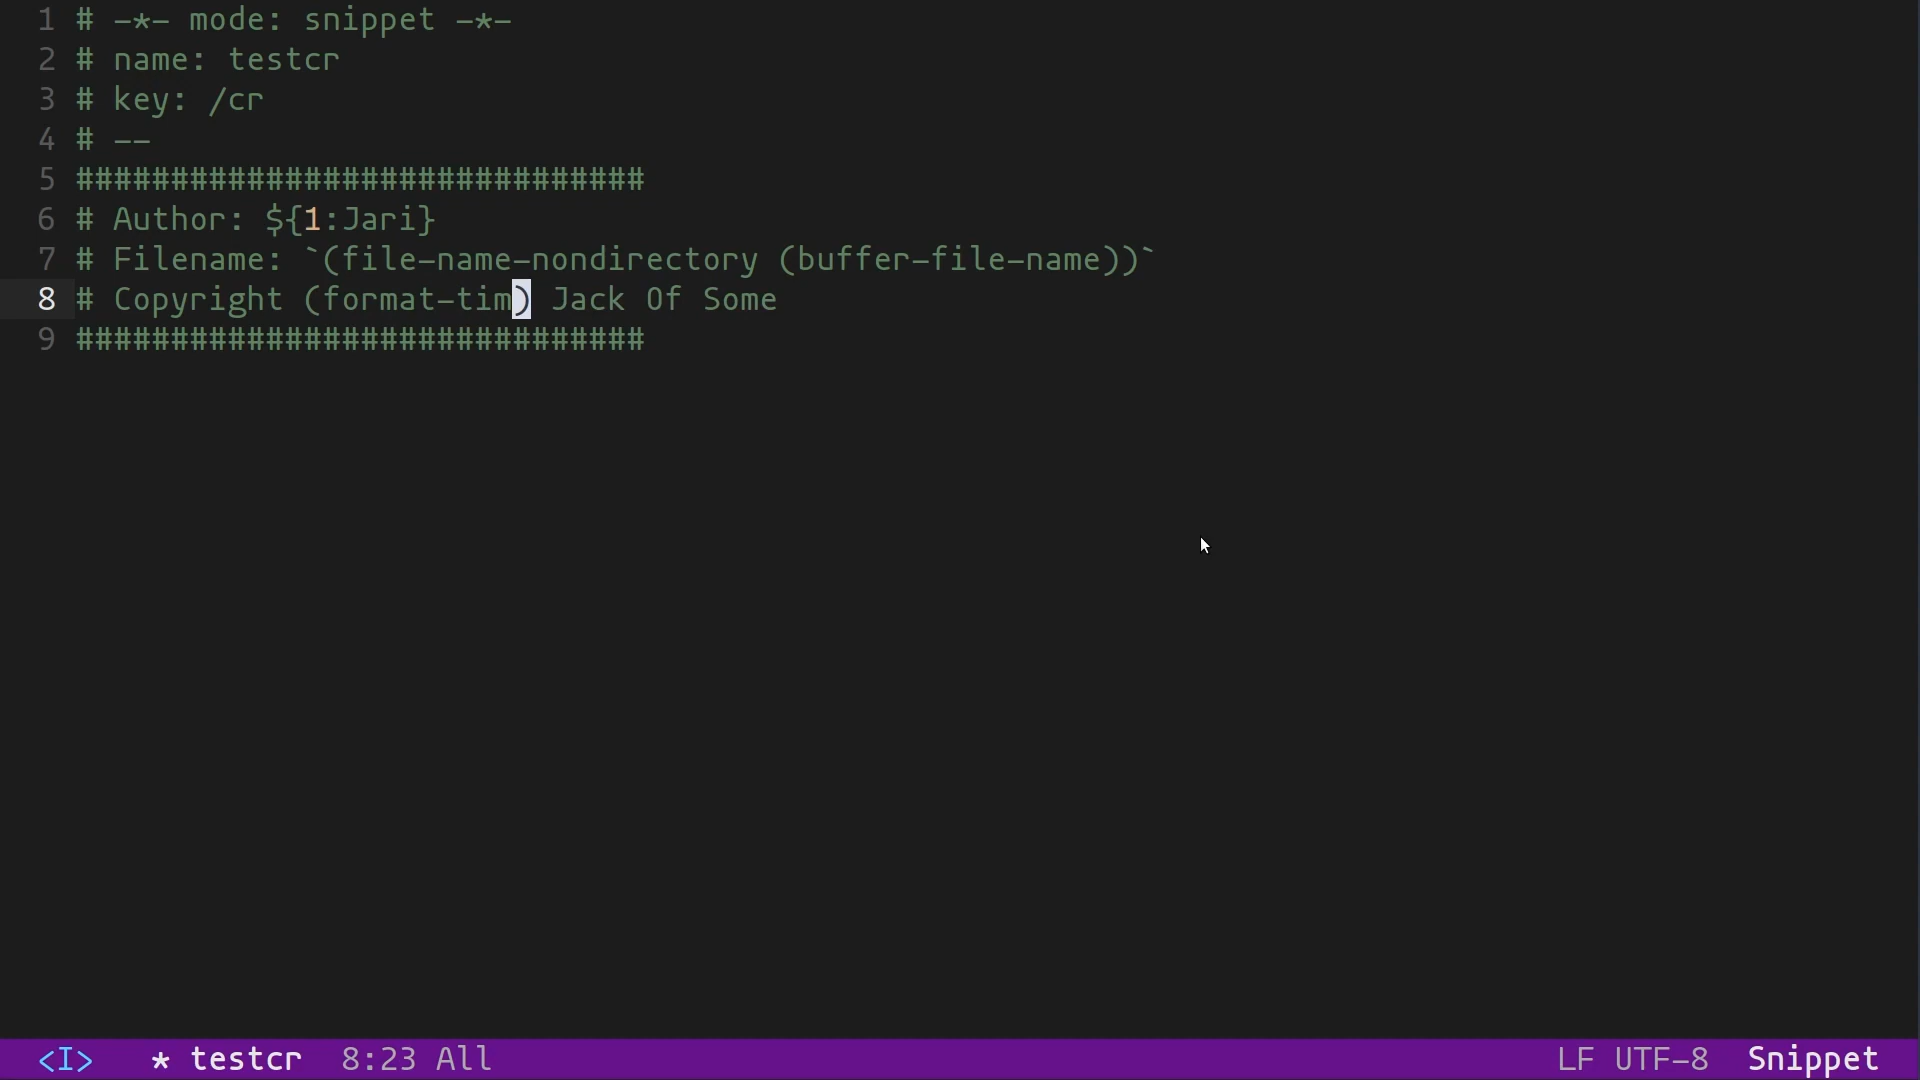 1 # -*- mode: snippet -*-
2 # name: testcr
3 # key: /cr
4 # --
5 ##############################
6 # Author: ${1:Jari}
7 # Filename: `(file-name-nondirectory (buffer-file-name))`
8 # Copyright (format-tim) Jack Of Some
9 ##############################
<I> * testcr 8:23 All LF UTF-8 Snippet